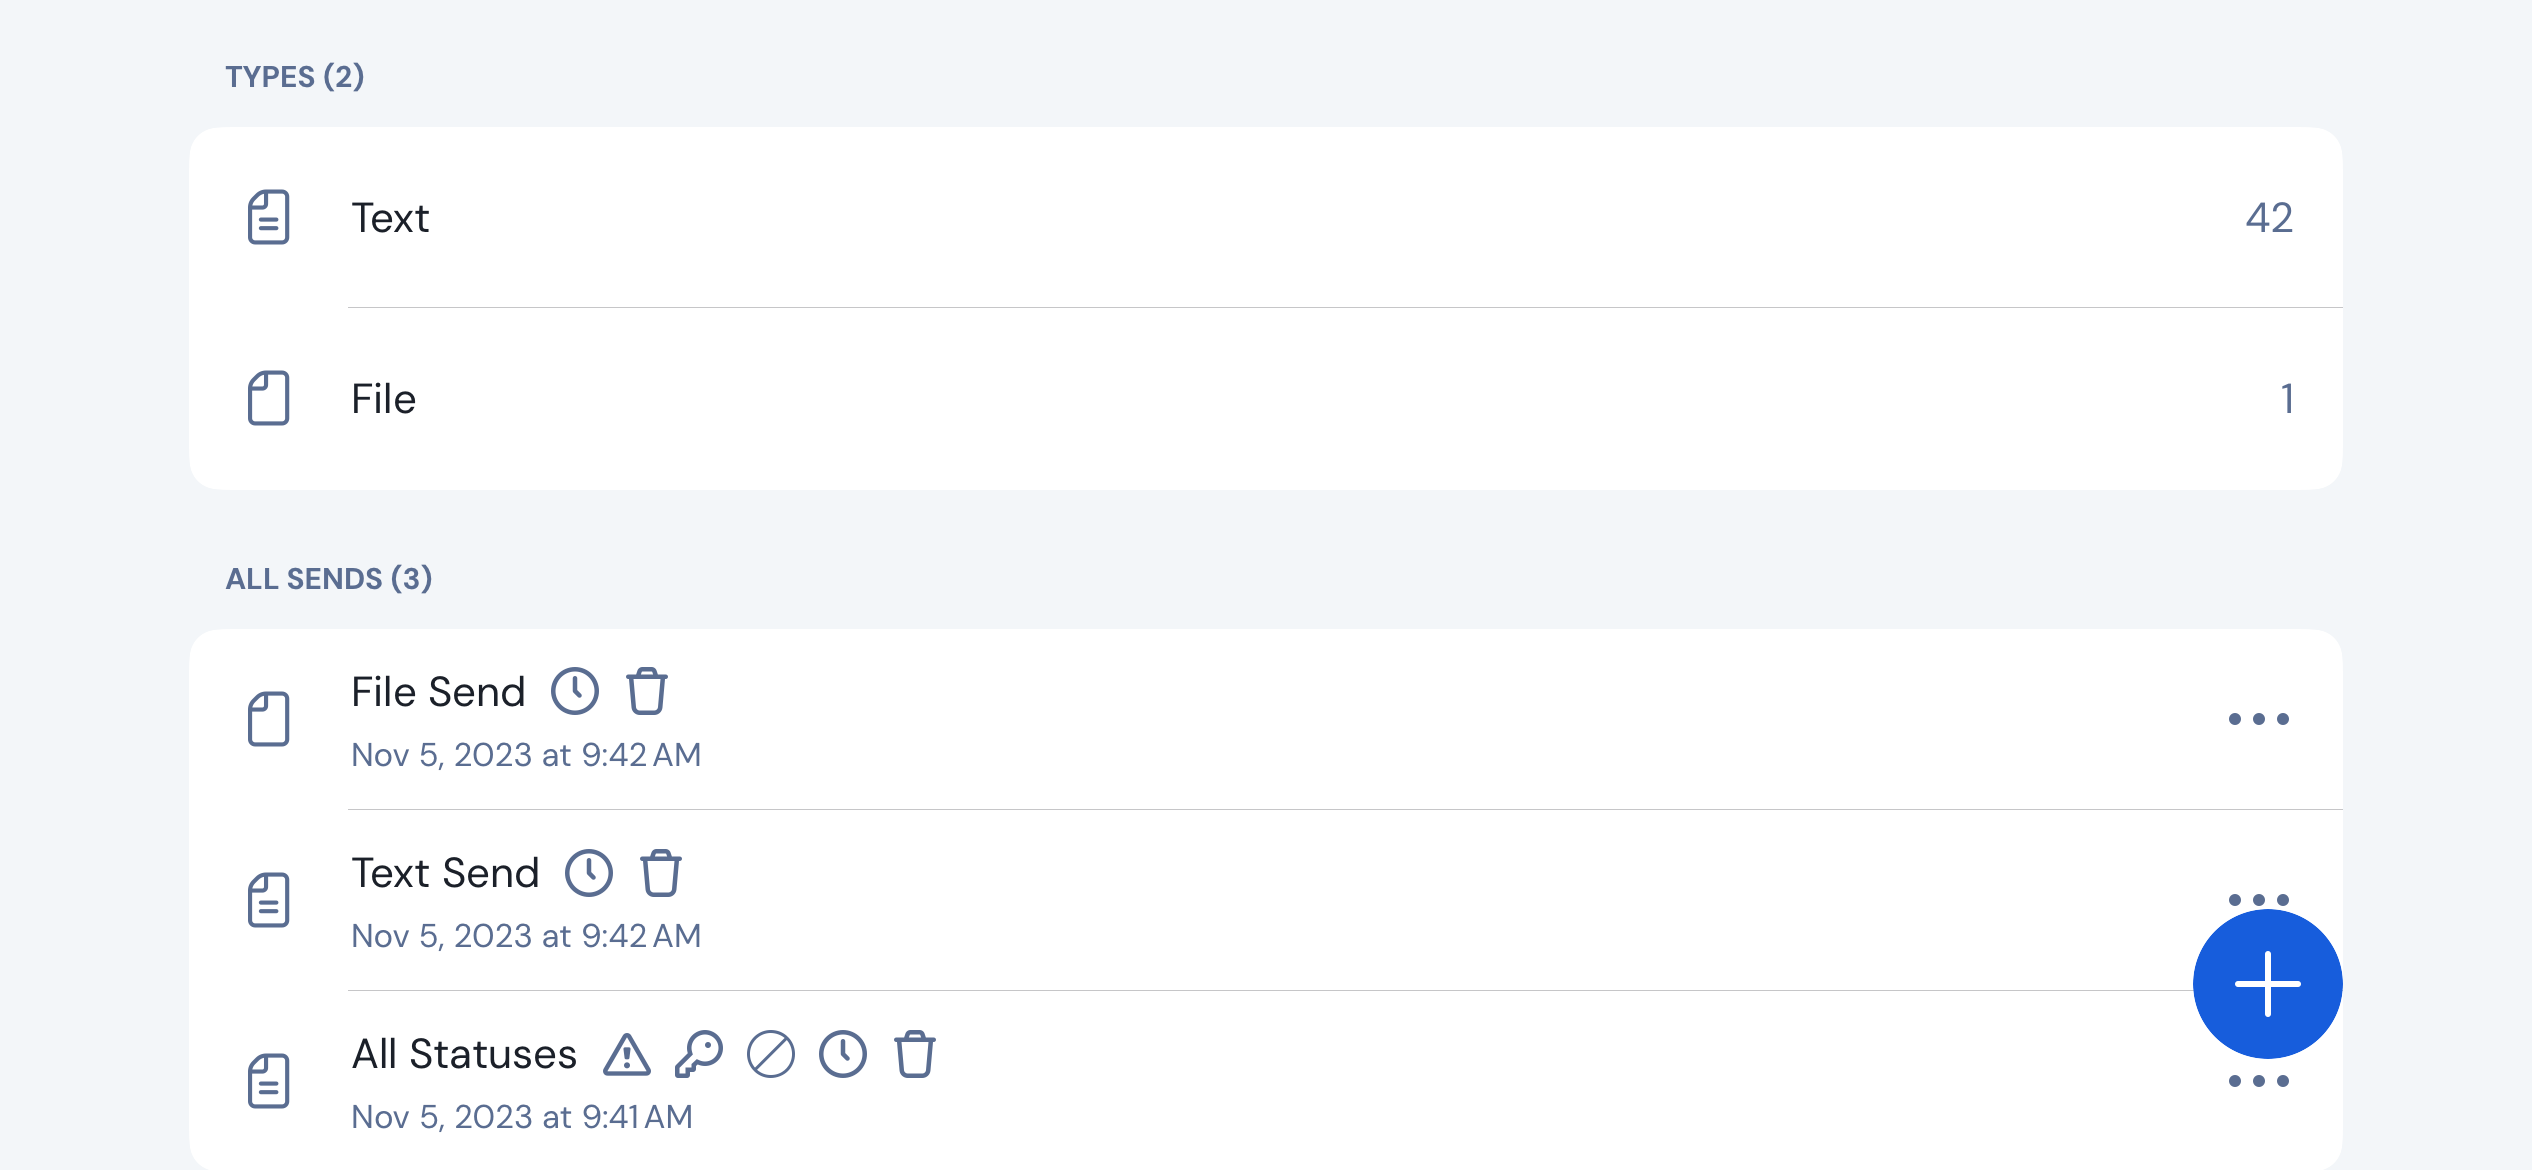 TYPES (2)
Text 42
File 1
ALL SENDS (3)
File Send
Nov 5, 2023 at 9:42 AM
Text Send
Nov 5, 2023 at 9:42 AM
All Statuses
Nov 5, 2023 at 9:41 AM